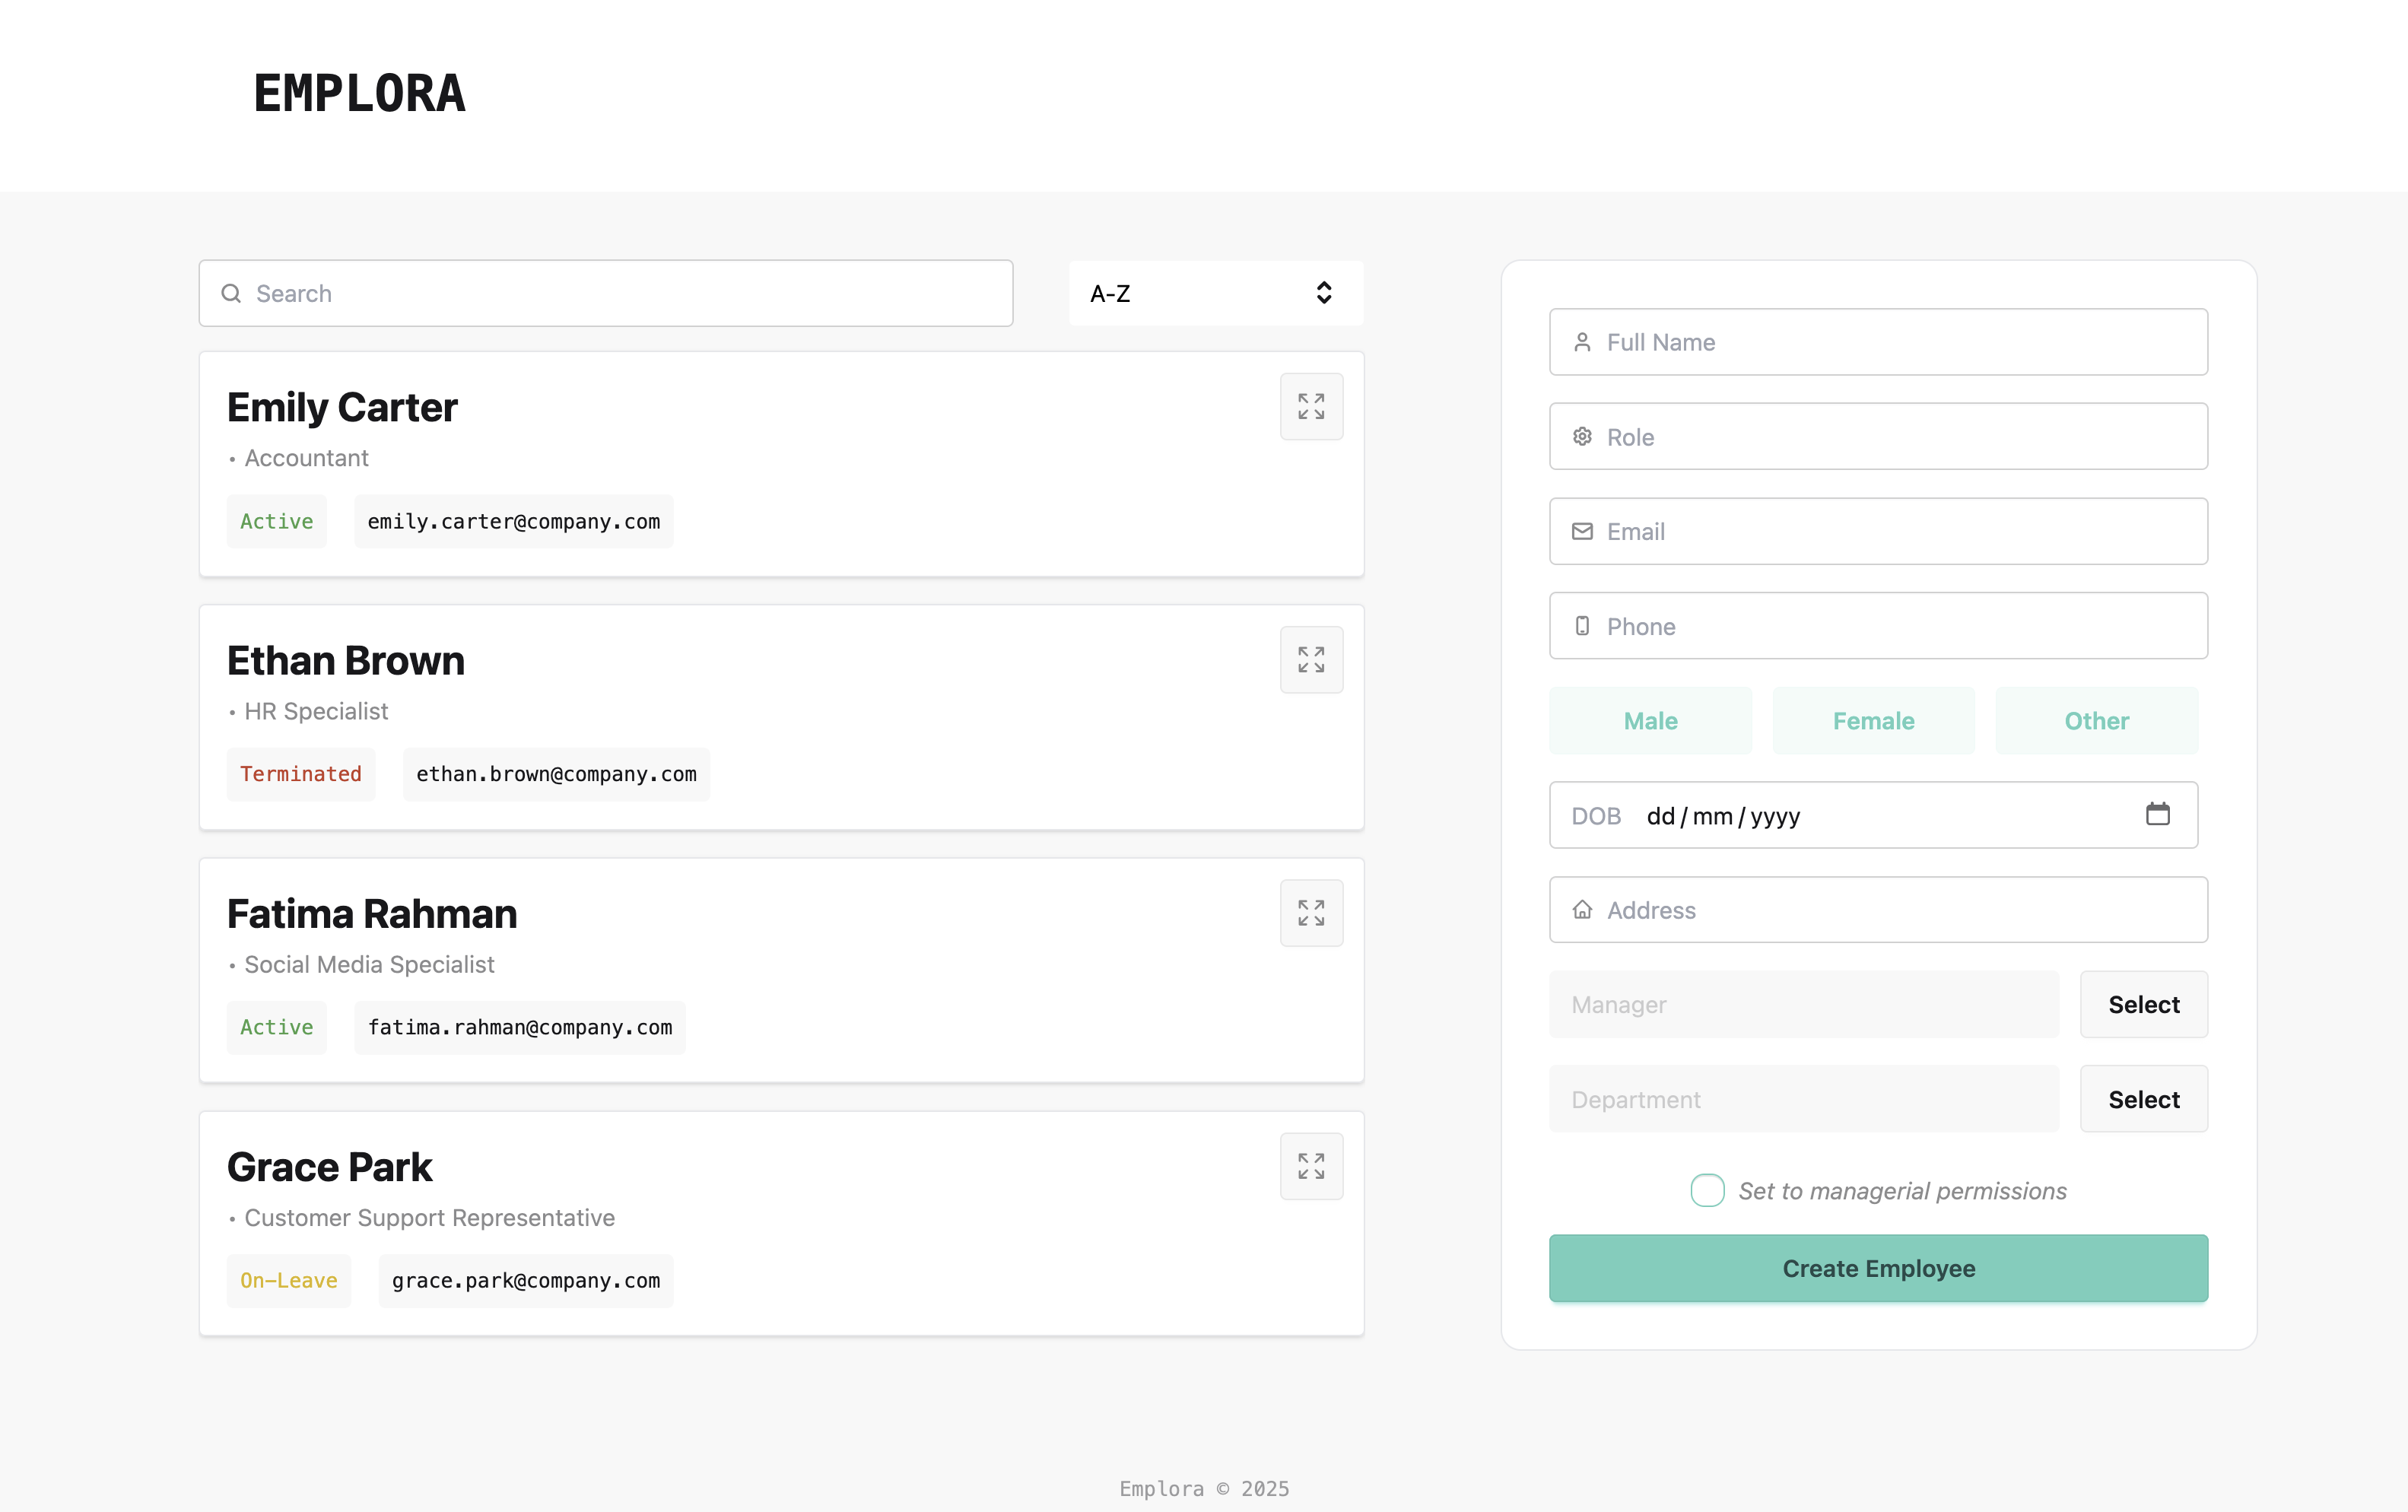 EMPLORA
Search
A-Z
Emily Carter
• Accountant
Active
emily.carter@company.com
Ethan Brown
• HR Specialist
Terminated
ethan.brown@company.com
Fatima Rahman
• Social Media Specialist
Active
fatima.rahman@company.com
Grace Park
• Customer Support Representative
On-Leave
grace.park@company.com
Full Name
Role
Email
Phone
Male
Female
Other
DOB dd/mm/yyyy
Address
Manager
Select
Department
Select
Set to managerial permissions
Create Employee
Emplora © 2025